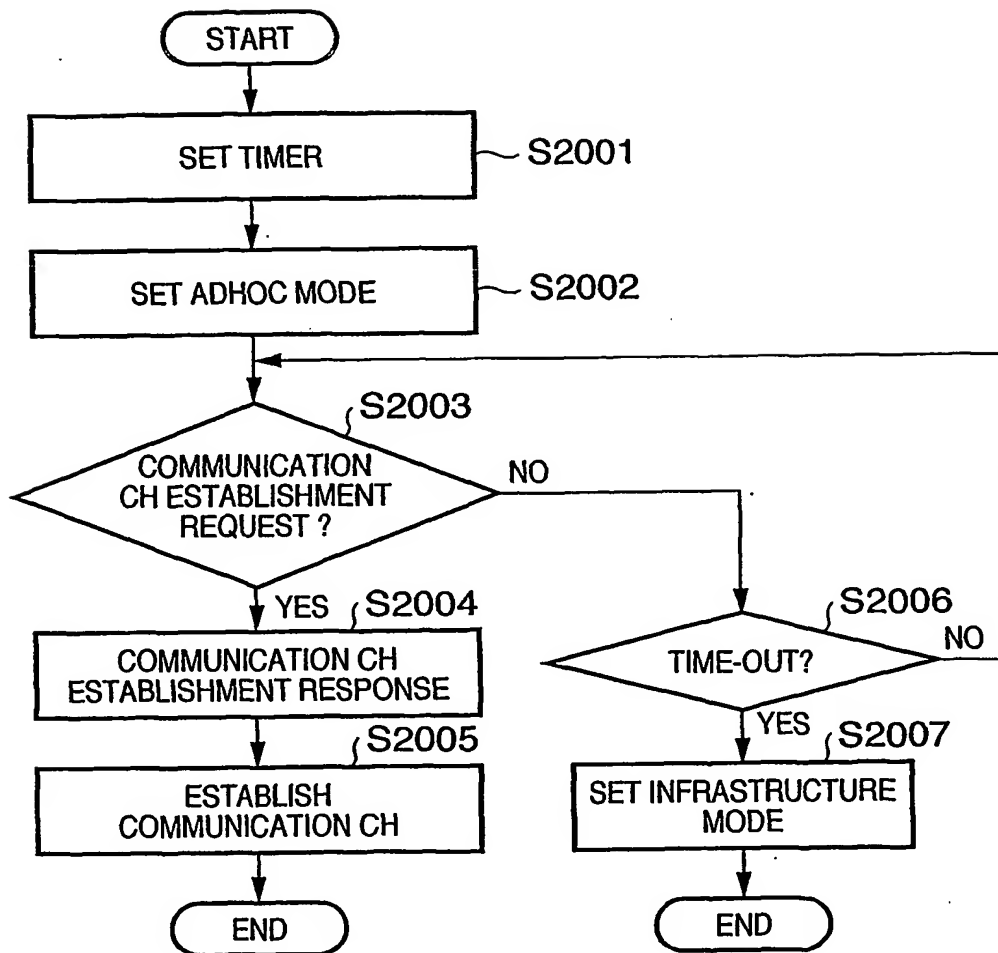 START
SET TIMER
S2001
SET ADHOC MODE
S2002
S2003
COMMUNICATION
CH ESTABLISHMENT
REQUEST ?
NO
YES
S2004
COMMUNICATION CH
ESTABLISHMENT RESPONSE
S2005
ESTABLISH
COMMUNICATION CH
END
S2006
TIME-OUT?
NO
YES
S2007
SET INFRASTRUCTURE
MODE
END